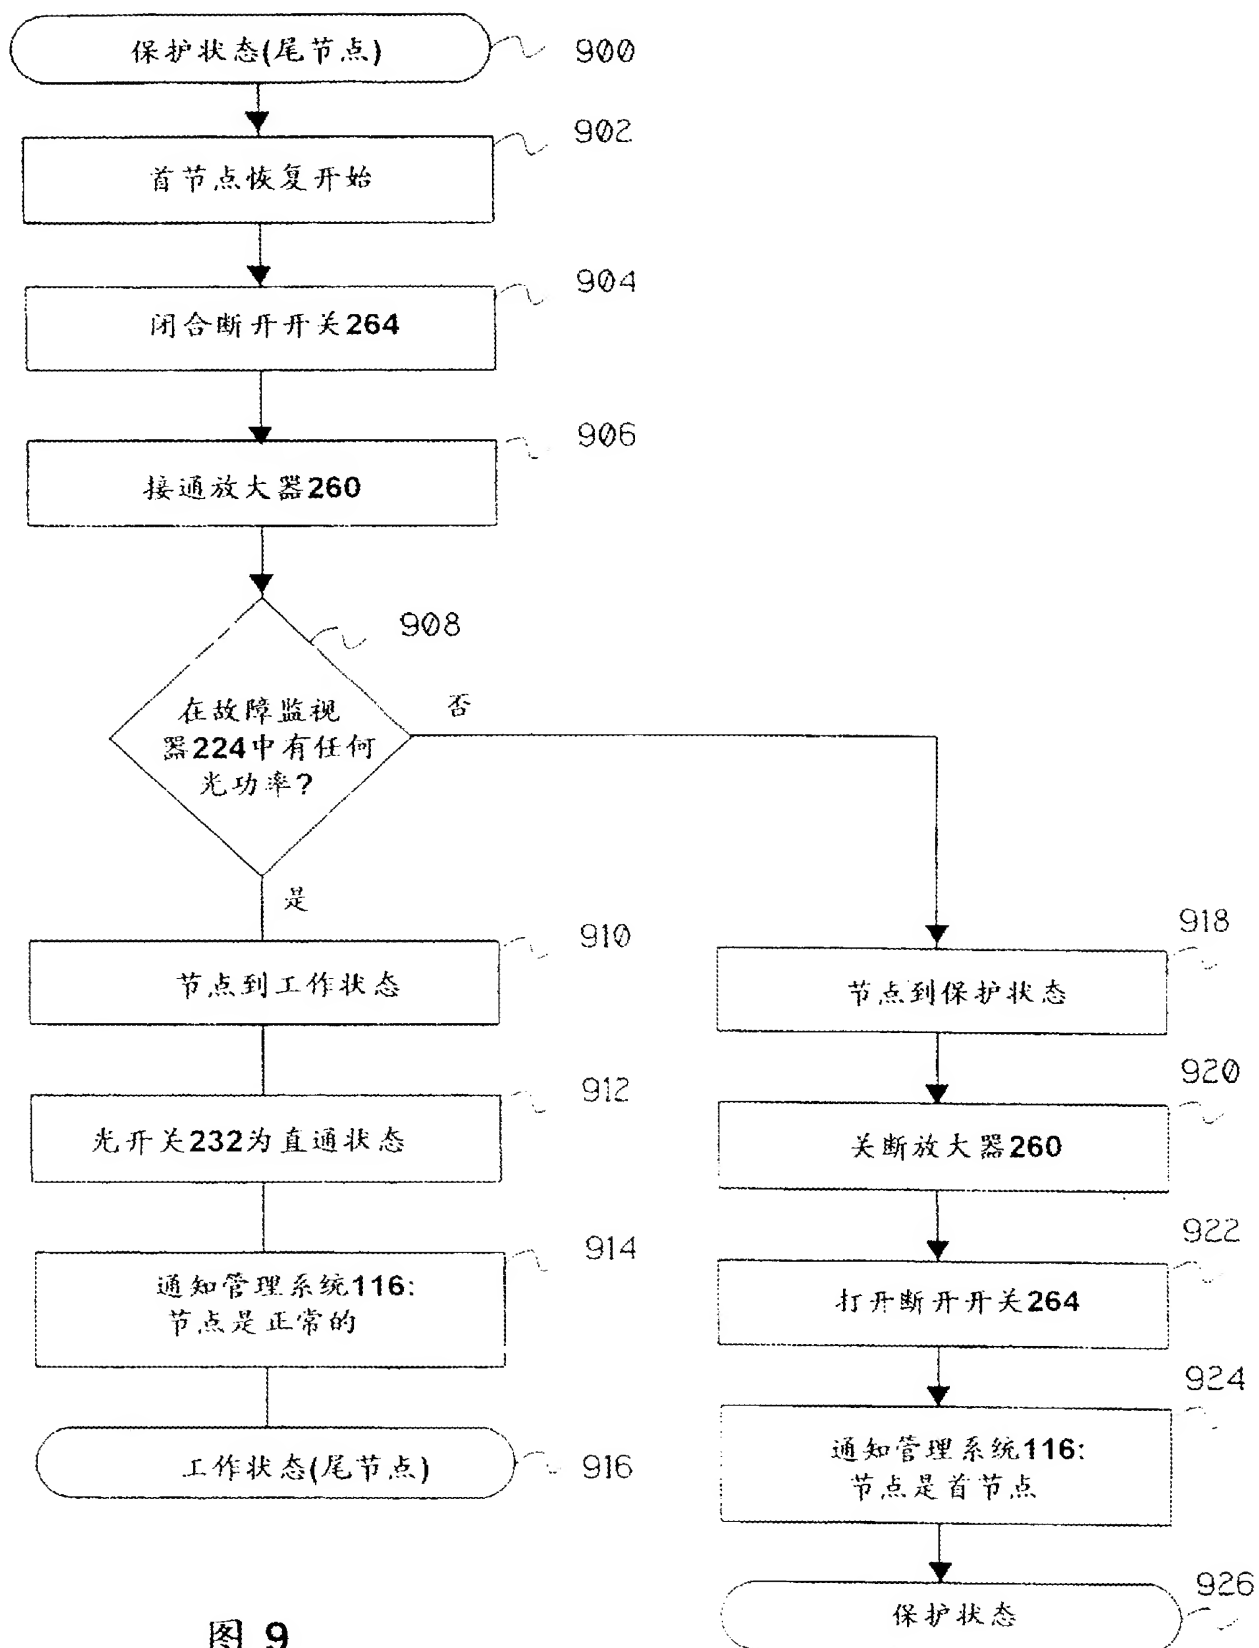 保护状态(尾节点)
900
902
首节点恢复开始
904
闭合断开开关264
906
接通放大器260
908
在故障监视
器224中有任何
光功率?
否
是
910
节点到工作状态
912
光开关232为直通状态
914
通知管理系统116:
节点是正常的
工作状态(尾节点)
916
918
节点到保护状态
920
关断放大器260
922
打开断开开关264
924
通知管理系统116:
节点是首节点
926
保护状态
图 9